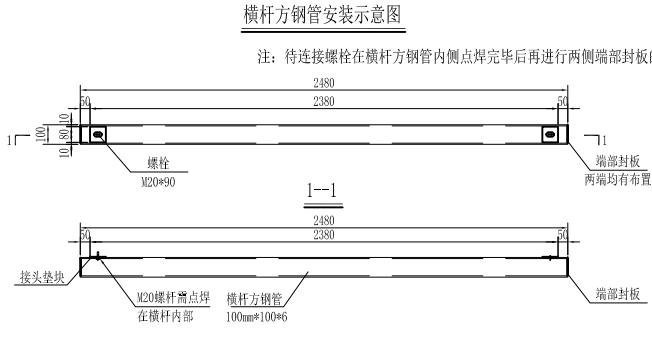 横杆方钢管安装示意图
注：待连接螺栓在横杆方钢管内侧点焊完毕后再进行两侧端部封板
2480
50
2380
50
10
100
80
10
1
1
螺栓
M20*90
端部封板
两端均有布置
1--1
2480
50
2380
50
接头垫块
M20螺杆需点焊
在横杆内部
横杆方钢管
100mm*100*6
端部封板